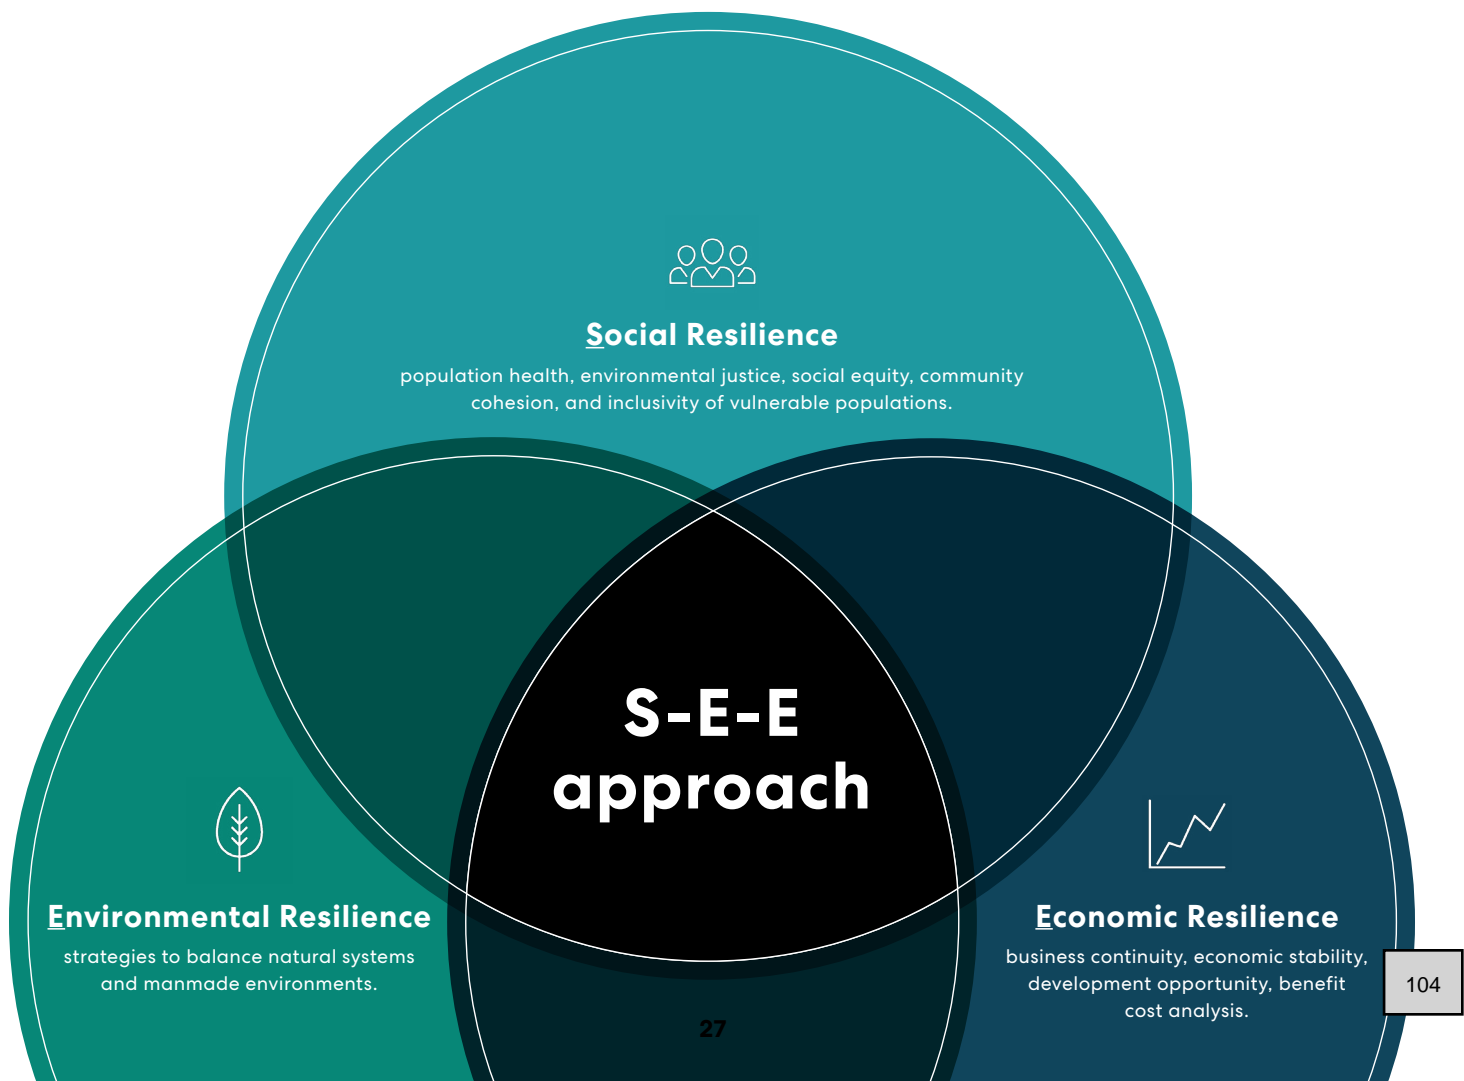 Social Resilience
population health, environmental justice, social equity, community
cohesion, and inclusivity of vulnerable populations.
S-E-E
approach
Environmental Resilience
strategies to balance natural systems
and manmade environments.
Economic Resilience
business continuity, economic stability,
development opportunity, benefit
cost analysis.
104
27